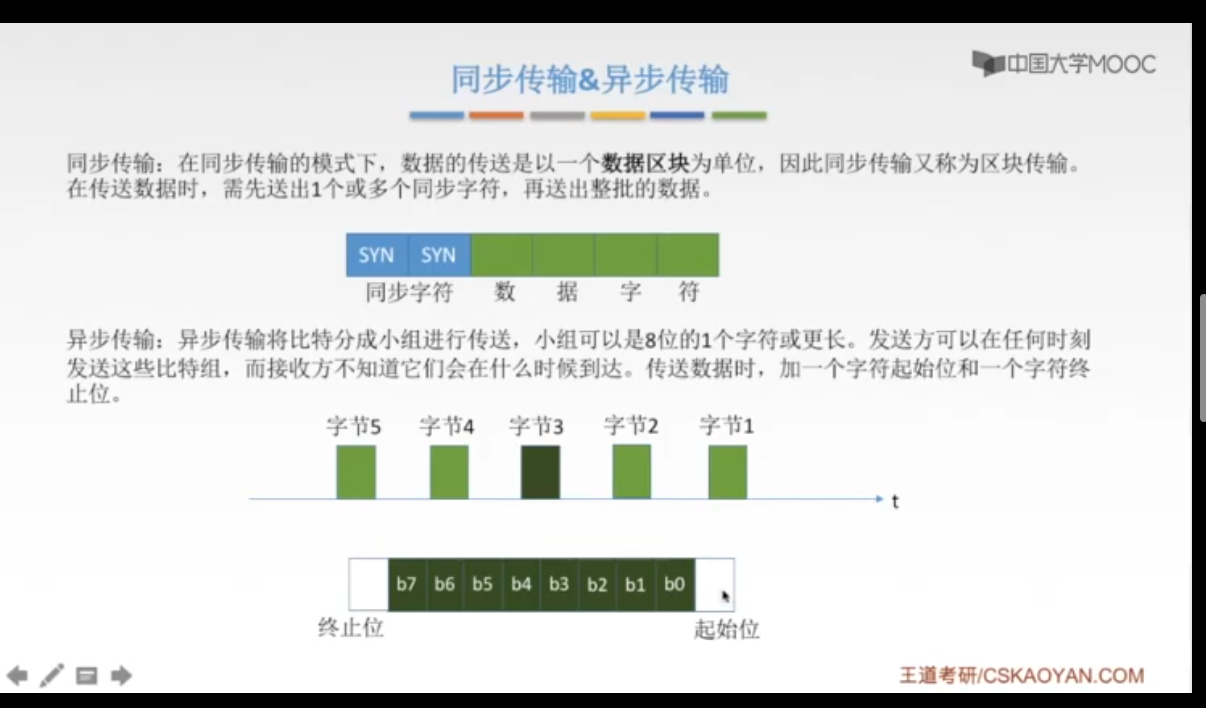 同步传输&异步传输
中国大学MOOC
同步传输：在同步传输的模式下，数据的传送是以一个数据区块为单位，因此同步传输又称为区块传输。
在传送数据时，需先送出1个或多个同步字符，再送出整批的数据。
SYN SYN
同步字符 数 据 字 符
异步传输：异步传输将比特分成小组进行传送，小组可以是8位的1个字符或更长。发送方可以在任何时刻
发送这些比特组，而接收方不知道它们会在什么时候到达。传送数据时，加一个字符起始位和一个字符终
止位。
字节5 字节4 字节3 字节2 字节1
t
b7 b6 b5 b4 b3 b2 b1 b0
终止位 起始位
王道考研/CSKAOYAN.COM